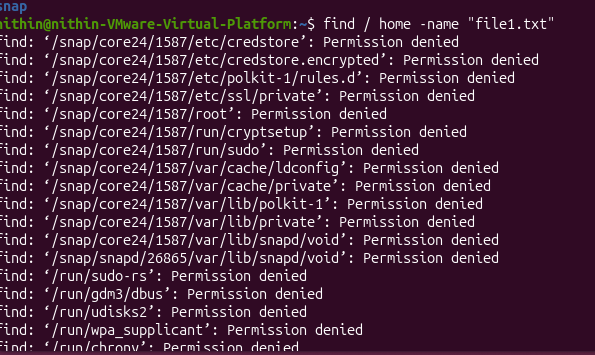 snap
nithin@nithin-VMware-Virtual-Platform:~$ find / home -name "file1.txt"
find: ‘/snap/core24/1587/etc/credstore’: Permission denied
find: ‘/snap/core24/1587/etc/credstore.encrypted’: Permission denied
find: ‘/snap/core24/1587/etc/polkit-1/rules.d’: Permission denied
find: ‘/snap/core24/1587/etc/ssl/private’: Permission denied
find: ‘/snap/core24/1587/root’: Permission denied
find: ‘/snap/core24/1587/run/cryptsetup’: Permission denied
find: ‘/snap/core24/1587/run/sudo’: Permission denied
find: ‘/snap/core24/1587/var/cache/ldconfig’: Permission denied
find: ‘/snap/core24/1587/var/cache/private’: Permission denied
find: ‘/snap/core24/1587/var/lib/polkit-1’: Permission denied
find: ‘/snap/core24/1587/var/lib/private’: Permission denied
find: ‘/snap/core24/1587/var/lib/snapd/void’: Permission denied
find: ‘/snap/snapd/26865/var/lib/snapd/void’: Permission denied
find: ‘/run/sudo-rs’: Permission denied
find: ‘/run/gdm3/dbus’: Permission denied
find: ‘/run/udisks2’: Permission denied
find: ‘/run/wpa_supplicant’: Permission denied
find: ‘/run/chrony’: Permission denied